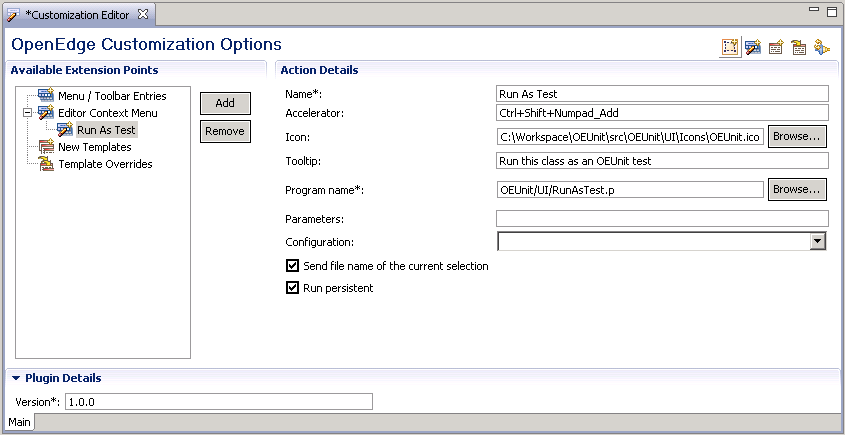 *Customization Editor
OpenEdge Customization Options
Available Extension Points
Menu / Toolbar Entries
Editor Context Menu
Run As Test
New Templates
Template Overrides
Add
Remove
Action Details
Name*: Run As Test
Accelerator: Ctrl+Shift+Numpad_Add
Icon: C:\Workspace\OEUnit\src\OEUnit\UI\Icons\OEUnit.ico Browse...
Tooltip: Run this class as an OEUnit test
Program name*: OEUnit/UI/RunAsTest.p Browse...
Parameters:
Configuration:
Send file name of the current selection
Run persistent
Plugin Details
Version*: 1.0.0
Main